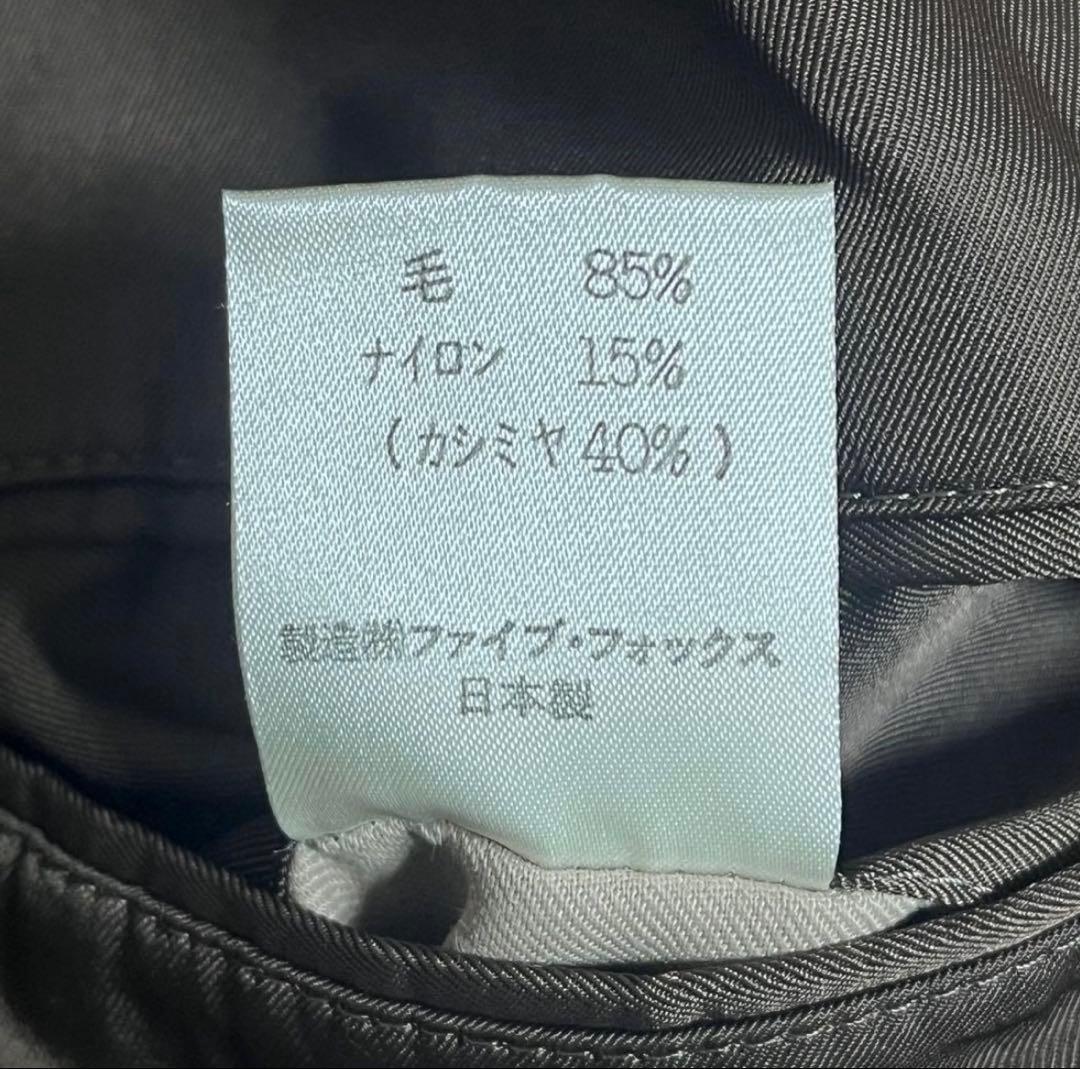 毛 85%
ナイロン 15%
(カシミヤ 40%)
製造㈱ファイブ・フォックス
日本製